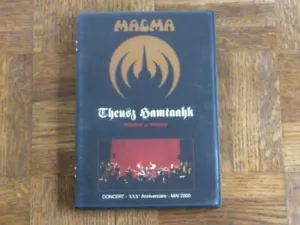 MAGMA
Theusz Hamtaahk
CONCERT - XXX° Anniversaire - MAI 2000